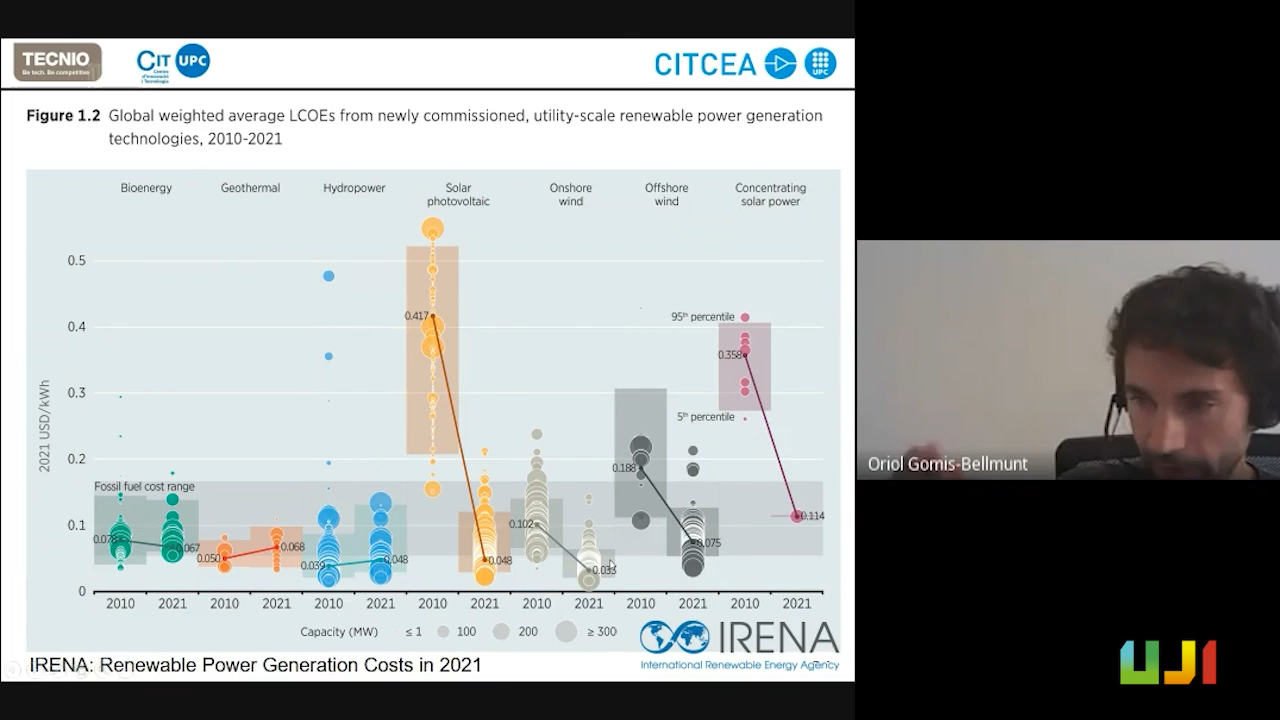 TECNIO
Be tech. Be competitive
CIT UPC
Centre
d'Innovació
i Tecnologia
CITCEA UPC
Figure 1.2 Global weighted average LCOEs from newly commissioned, utility-scale renewable power generation
technologies, 2010-2021
Bioenergy Geothermal Hydropower Solar photovoltaic Onshore wind Offshore wind Concentrating solar power
2021 USD/kWh
0.5
0.4
0.3
0.2
0.1
0
95th percentile
5th percentile
Fossil fuel cost range
0.078
0.067
0.050
0.068
0.039
0.048
0.417
0.048
0.102
0.033
0.188
0.075
0.358
0.114
2010 2021 2010 2021 2010 2021 2010 2021 2010 2021 2010 2021 2010 2021
Capacity (MW) ≤ 1 100 200 ≥ 300
IRENA
International Renewable Energy Agency
IRENA: Renewable Power Generation Costs in 2021
Oriol Gomis-Bellmunt
UJI